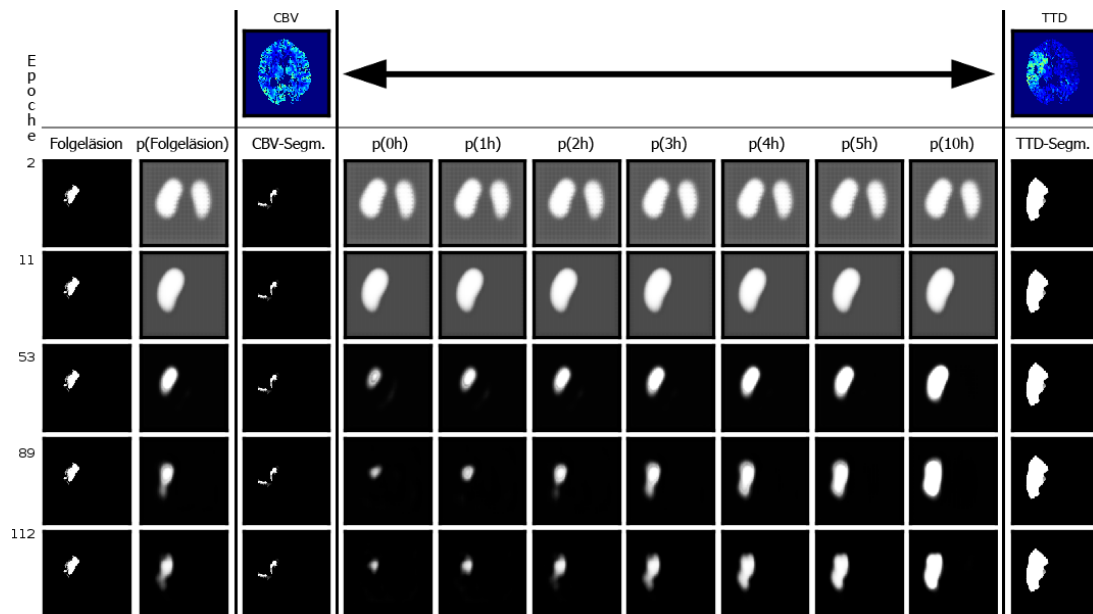 CBV
TTD
Epoche
Folgeläsion p(Folgeläsion) CBV-Segm. p(0h) p(1h) p(2h) p(3h) p(4h) p(5h) p(10h) TTD-Segm.
2
11
53
89
112